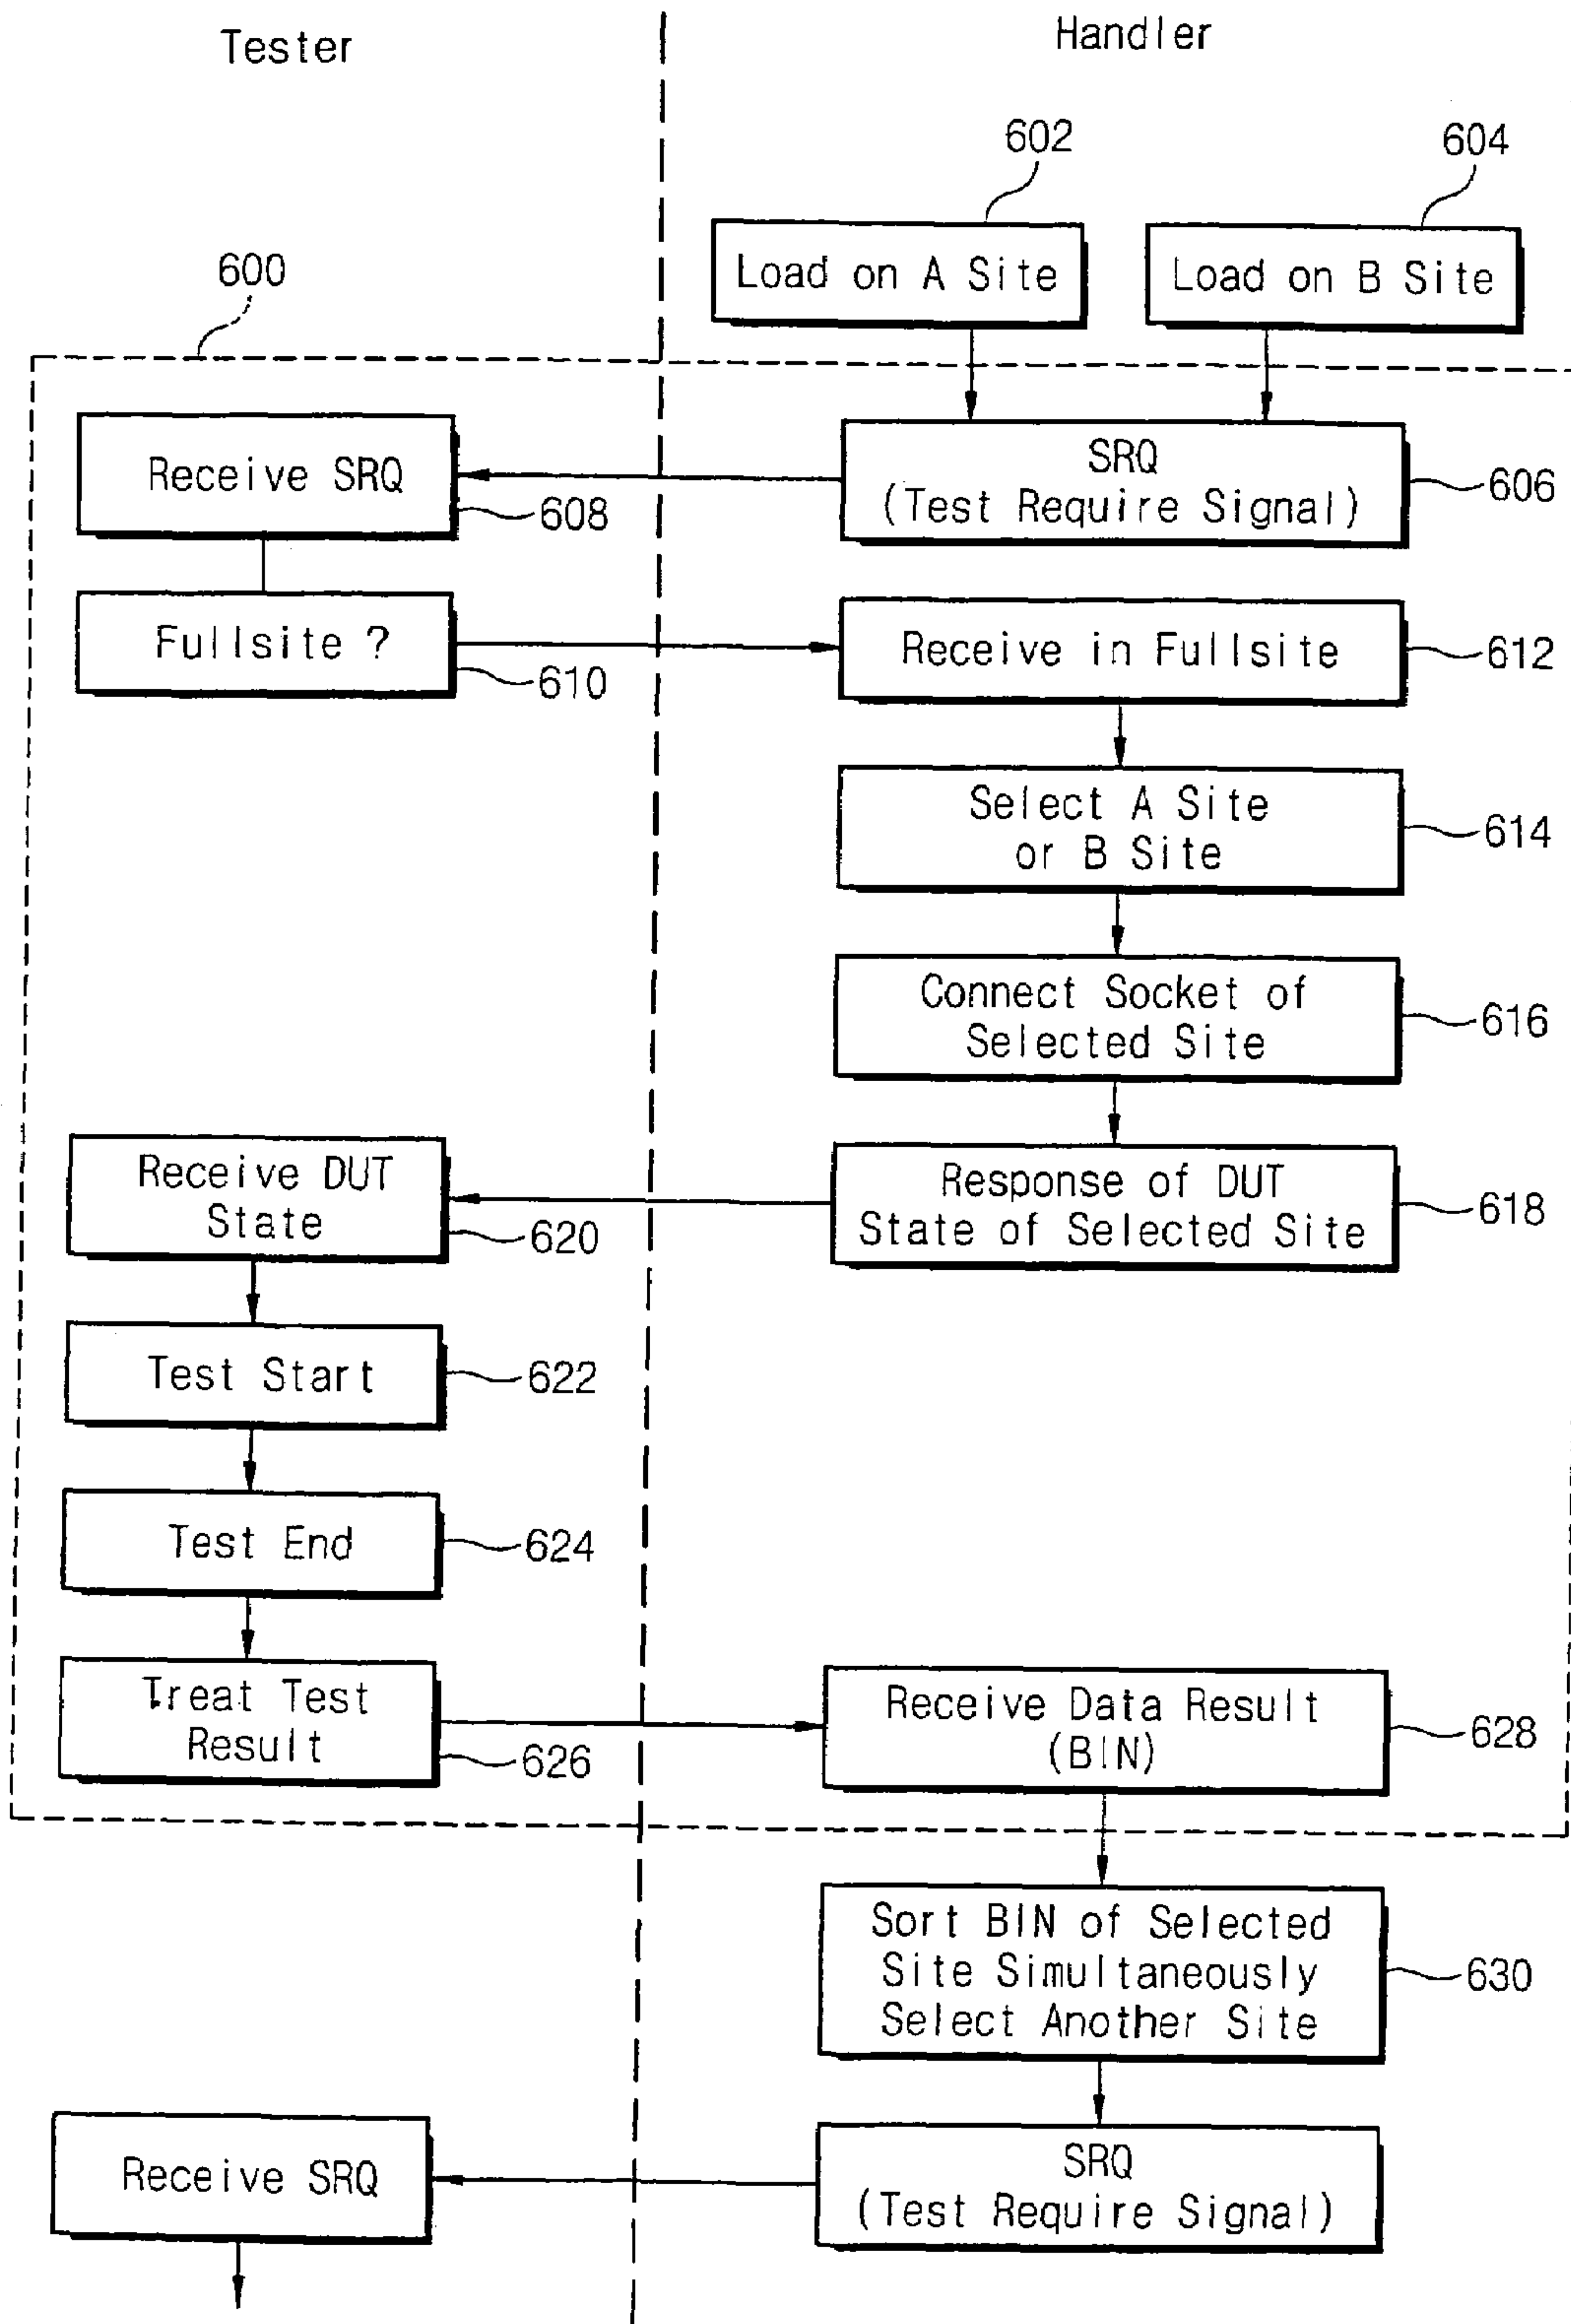 Tester
Handler
602
604
Load on A Site
Load on B Site
600
Receive SRQ
608
SRQ
(Test Require Signal)
606
Fullsite ?
610
Receive in Fullsite
612
Select A Site
or B Site
614
Connect Socket of
Selected Site
616
Receive DUT
State
620
Response of DUT
State of Selected Site
618
Test Start
622
Test End
624
Treat Test
Result
626
Receive Data Result
(BIN)
628
Sort BIN of Selected
Site Simultaneously
Select Another Site
630
Receive SRQ
SRQ
(Test Require Signal)